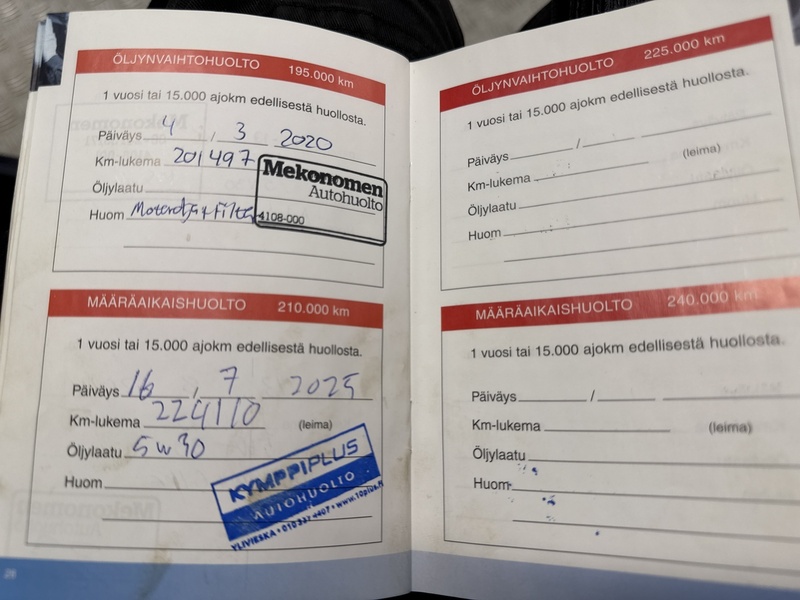 ÖLJYNVAIHTOHUOLTO 195.000 km
1 vuosi tai 15.000 ajokm edellisestä huollosta.
Päiväys 4 / 3 2020
Km-lukema 201497
Mekonomen
Autohuolto
Öljylaatu
4108-000
Huom
MÄÄRÄAIKAISHUOLTO 210.000 km
1 vuosi tai 15.000 ajokm edellisestä huollosta.
Päiväys 16 / 7 2025
Km-lukema 224110 (leima)
Öljylaatu 5w30
Huom
KYMPPIPLUS
AUTOHUOLTO
YLIVIESKA
28
ÖLJYNVAIHTOHUOLTO 225.000 km
1 vuosi tai 15.000 ajokm edellisestä huollosta.
Päiväys /
Km-lukema (leima)
Öljylaatu
Huom
MÄÄRÄAIKAISHUOLTO 240.000 km
1 vuosi tai 15.000 ajokm edellisestä huollosta.
Päiväys /
Km-lukema (leima)
Öljylaatu
Huom